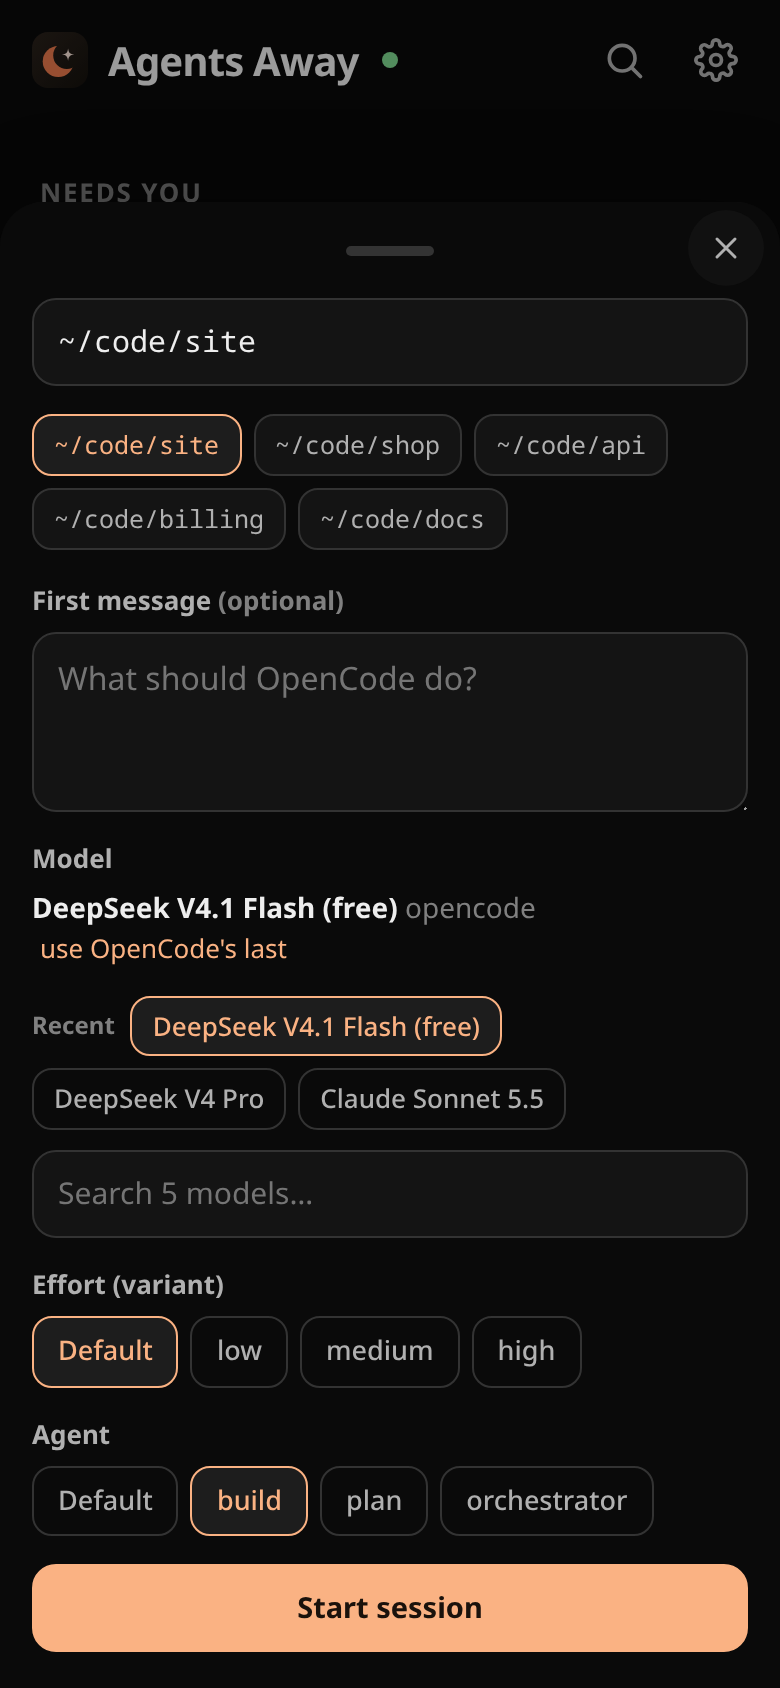 Agents Away
NEEDS YOU
~/code/site
~/code/site ~/code/shop ~/code/api
~/code/billing ~/code/docs
First message (optional)
What should OpenCode do?
Model
DeepSeek V4.1 Flash (free) opencode
use OpenCode's last
Recent DeepSeek V4.1 Flash (free)
DeepSeek V4 Pro Claude Sonnet 5.5
Search 5 models...
Effort (variant)
Default low medium high
Agent
Default build plan orchestrator
Start session